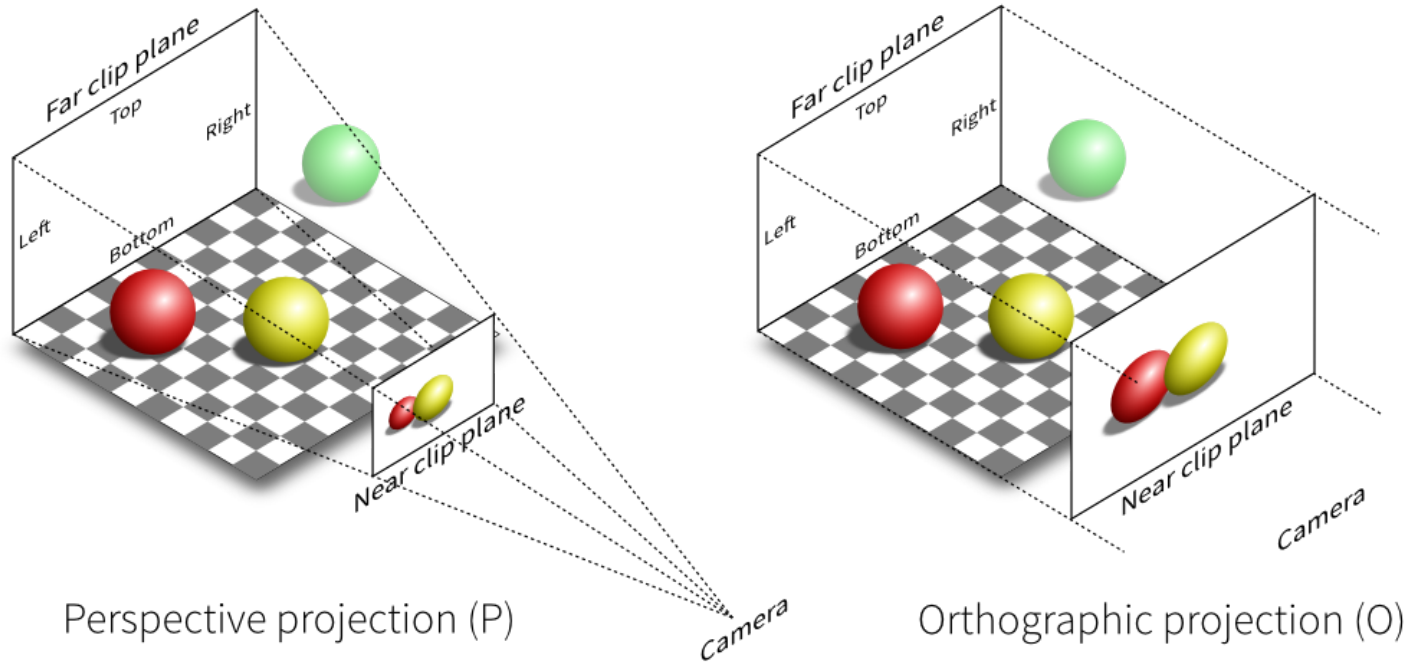 Far clip plane
Top
Right
Left
Bottom
Near clip plane
Camera
Perspective projection (P)
Far clip plane
Top
Right
Left
Bottom
Near clip plane
Camera
Orthographic projection (O)